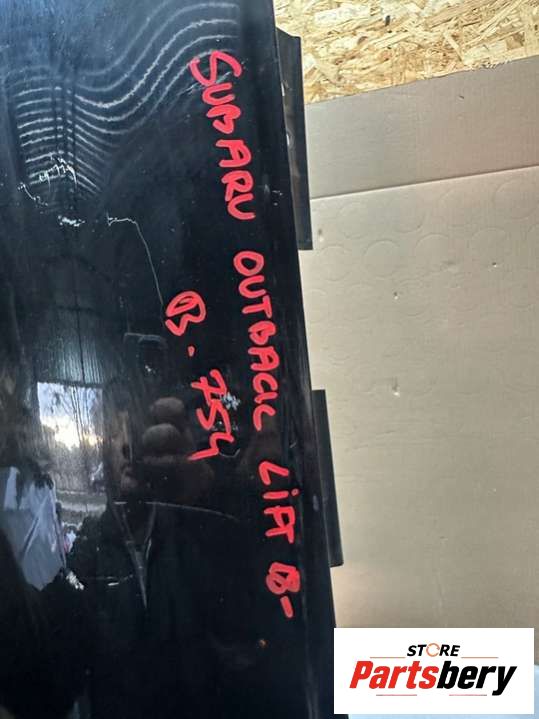 SUBARU OUTBACK LIFT B-
B-754
STORE
Partsbery